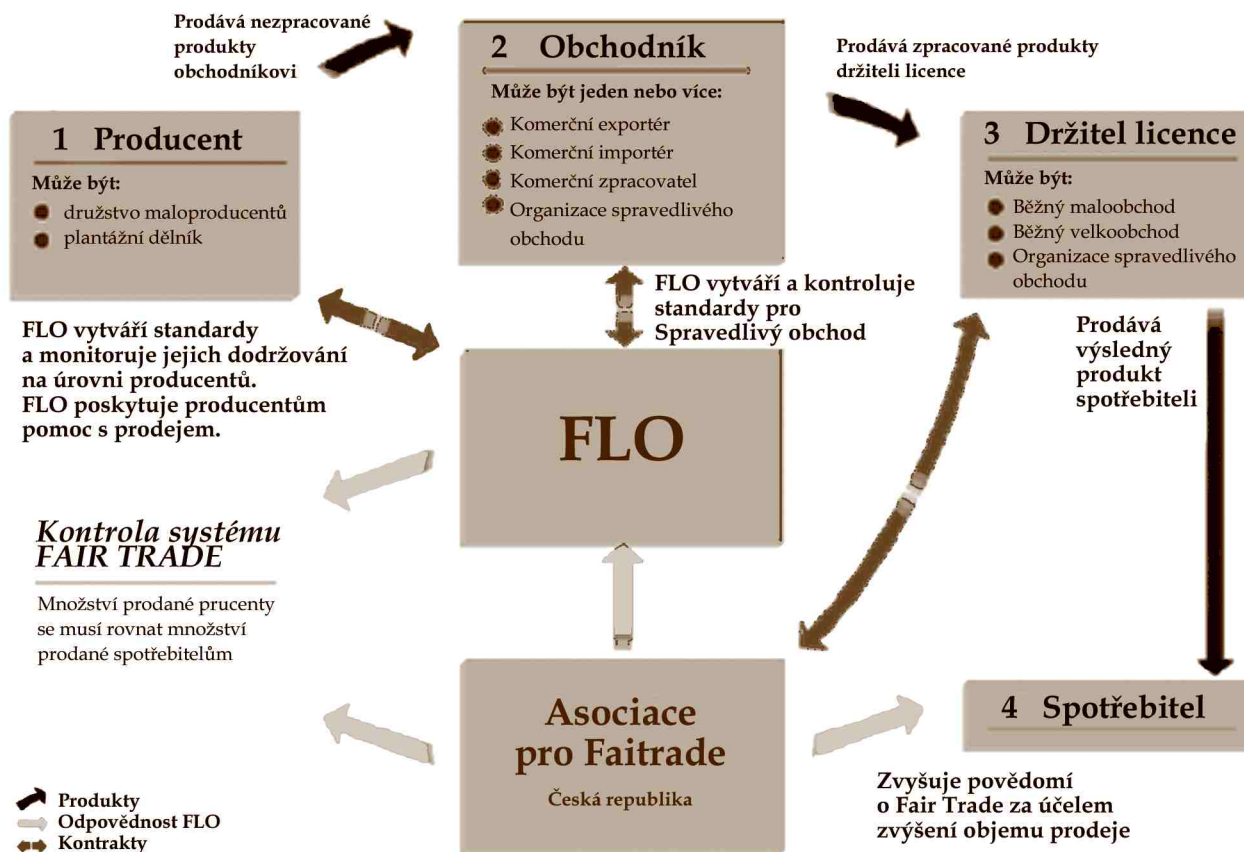 Prodává nezpracované
produkty
obchodníkovi
2 Obchodník
Může být jeden nebo více:
Komerční exportér
Komerční importér
Komerční zpracovatel
Organizace spravedlivého
obchodu
Prodává zpracované produkty
držiteli licence
1 Producent
Může být:
družstvo maloproducentů
plantážní dělník
3 Držitel licence
Může být:
Běžný maloobchod
Běžný velkoobchod
Organizace spravedlivého
obchodu
FLO vytváří standardy
a monitoruje jejich dodržování
na úrovni producentů.
FLO poskytuje producentům
pomoc s prodejem.
FLO vytváří a kontroluje
standardy pro
Spravedlivý obchod
Prodává
výsledný
produkt
spotřebiteli
FLO
Kontrola systému
FAIR TRADE
Množství prodané prucenty
se musí rovnat množství
prodané spotřebitelům
Asociace
pro Faitrade
Česká republika
4 Spotřebitel
Zvyšuje povědomí
o Fair Trade za účelem
zvýšení objemu prodeje
Produkty
Odpovědnost FLO
Kontrakty